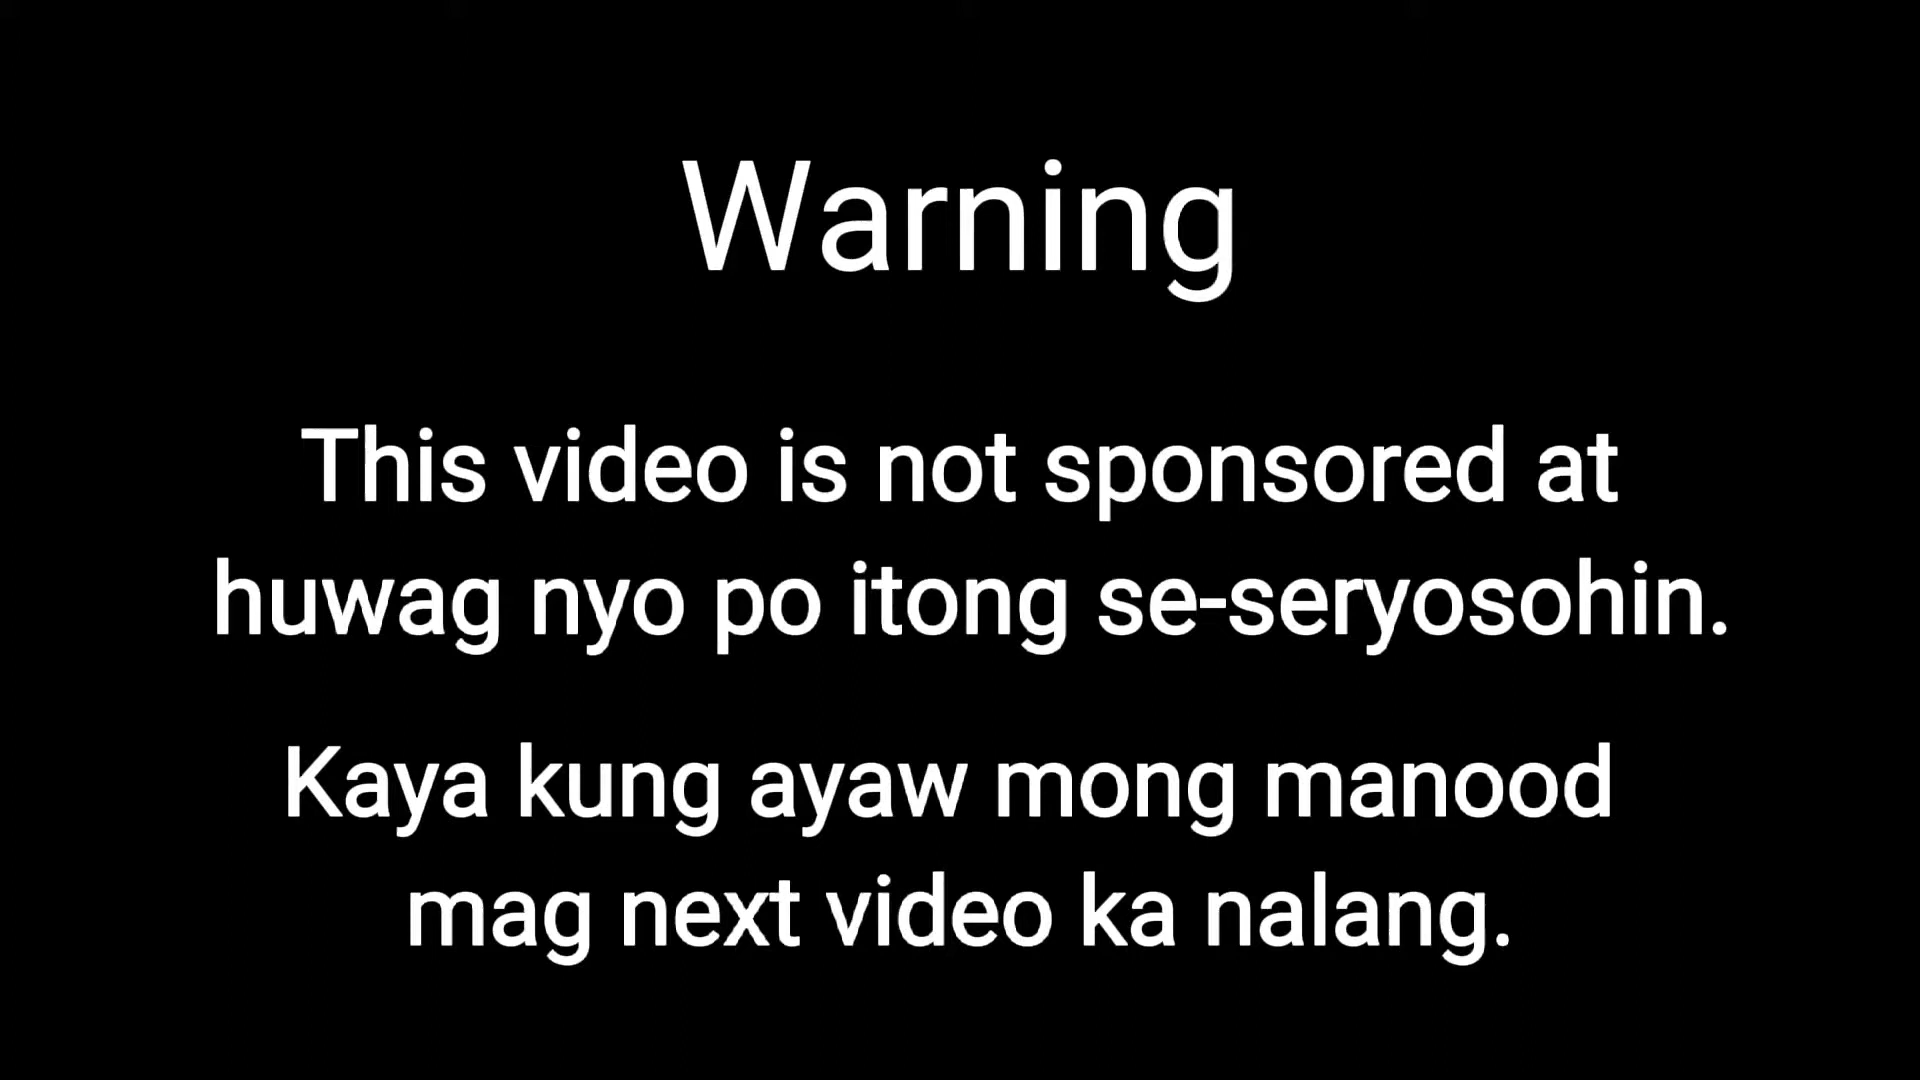 Warning
This video is not sponsored at
huwag nyo po itong se-seryosohin.
Kaya kung ayaw mong manood
mag next video ka nalang.